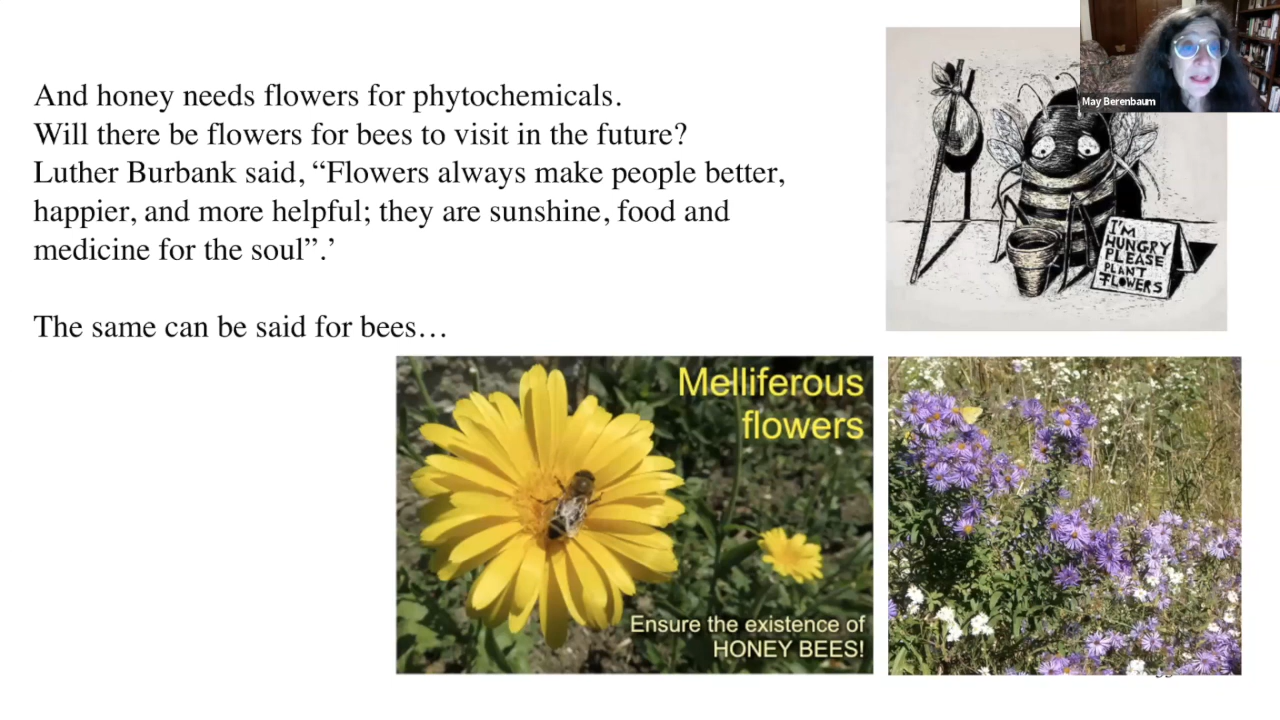 And honey needs flowers for phytochemicals.
Will there be flowers for bees to visit in the future?
Luther Burbank said, “Flowers always make people better,
happier, and more helpful; they are sunshine, food and
medicine for the soul”.’
The same can be said for bees…
May Berenbaum
I'M
HUNGRY
PLEASE
PLANT
FLOWERS
Melliferous
flowers
Ensure the existence of
HONEY BEES!